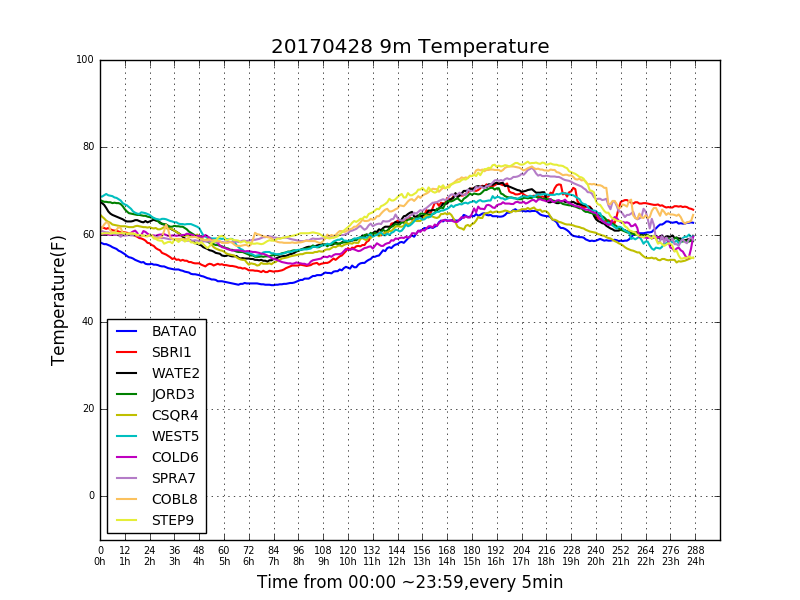 20170428 9m Temperature
Temperature(F)
100
80
60
40
20
0
BATA0
SBRI1
WATE2
JORD3
CSQR4
WEST5
COLD6
SPRA7
COBL8
STEP9
0 12 24 36 48 60 72 84 96 108 120 132 144 156 168 180 192 204 216 228 240 252 264 276 288
0h 1h 2h 3h 4h 5h 6h 7h 8h 9h 10h 11h 12h 13h 14h 15h 16h 17h 18h 19h 20h 21h 22h 23h 24h
Time from 00:00 ~23:59,every 5min